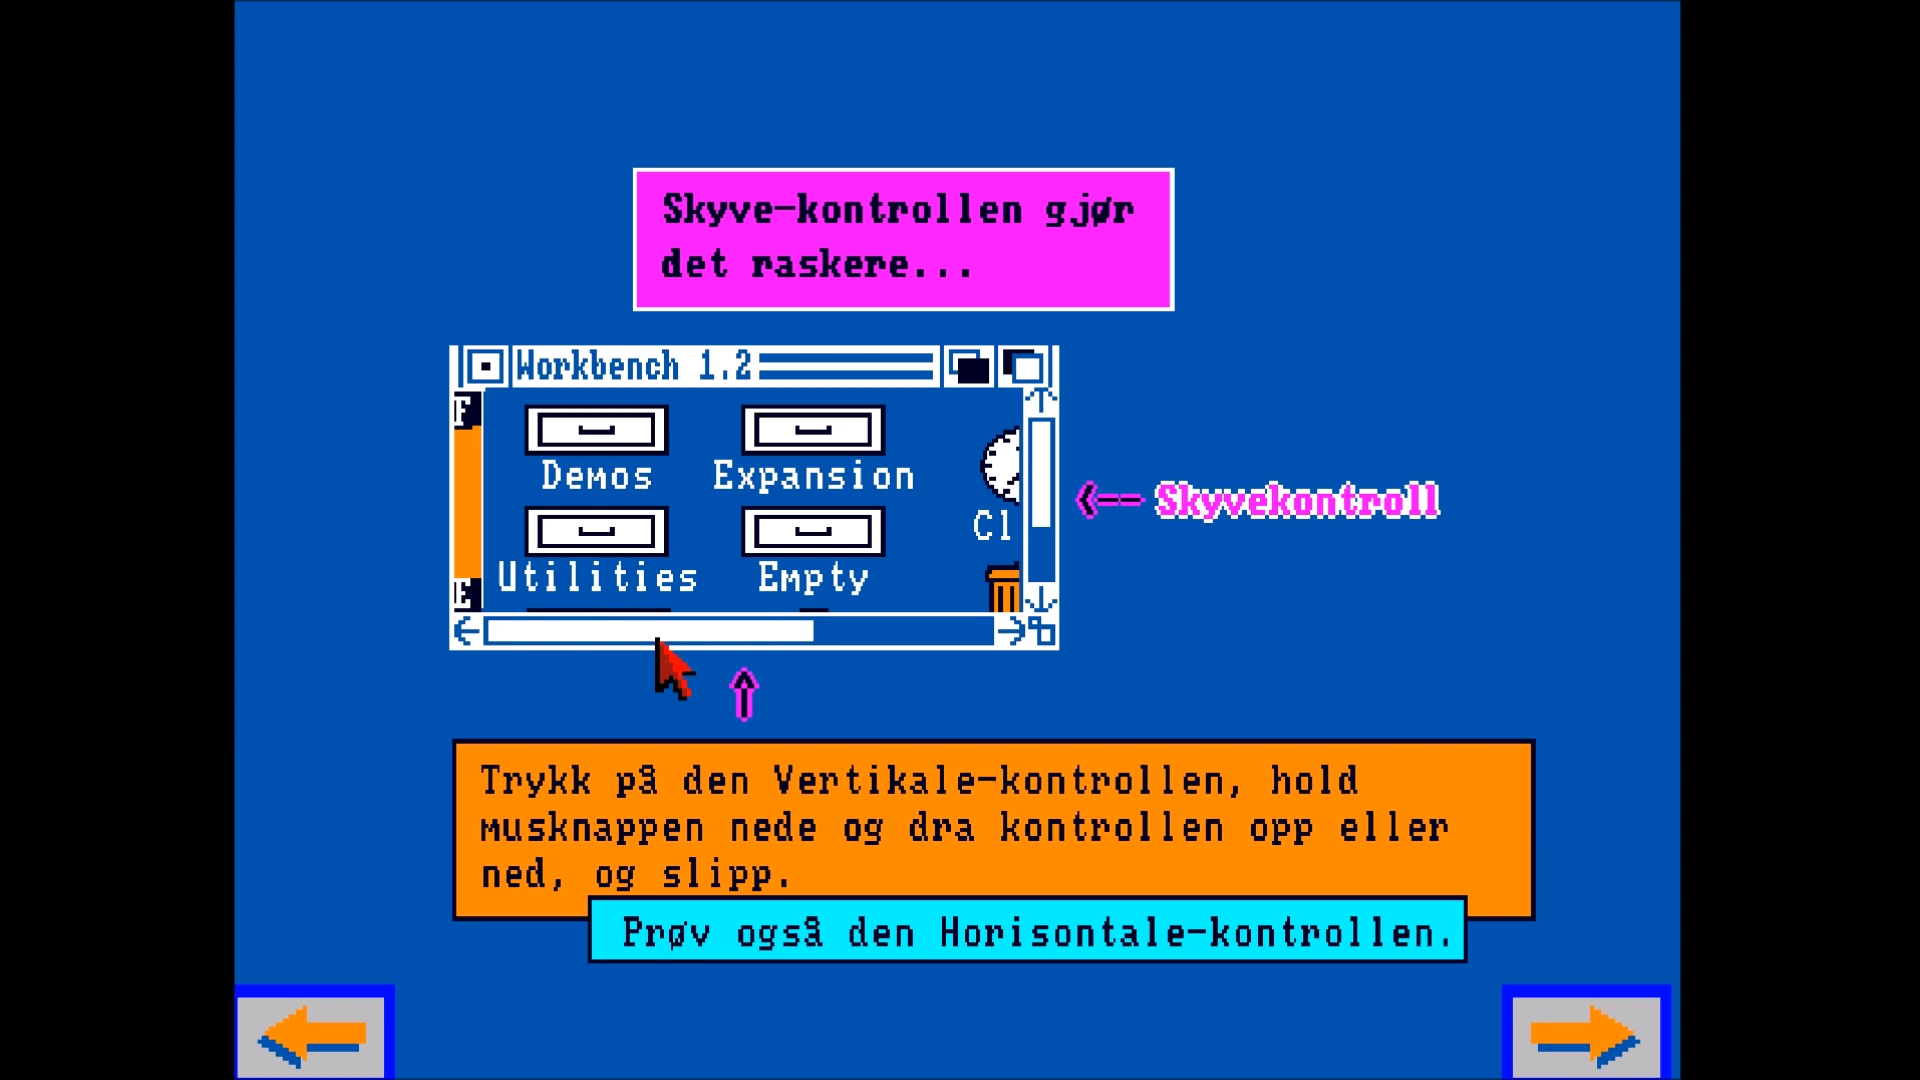 Skyve-kontrollen gjør
det raskere...
Workbench 1.2
F
Demos
Expansion
Cl
Utilities
Empty
E
<-- Skyvekontroll
Trykk på den Vertikale-kontrollen, hold
musknappen nede og dra kontrollen opp eller
ned, og slipp.
Prøv også den Horisontale-kontrollen.